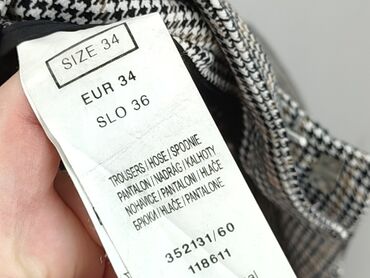 SIZE 34
EUR 34
SLO 36
TROUSERS/HOSE/SPODNIE
PANTALON/NADRÁG/KALHOTY
NOHAVICE/PANTALONI/HLAČE
БРЮКИ/HLAČE/PANTALONE
352131/60
118611